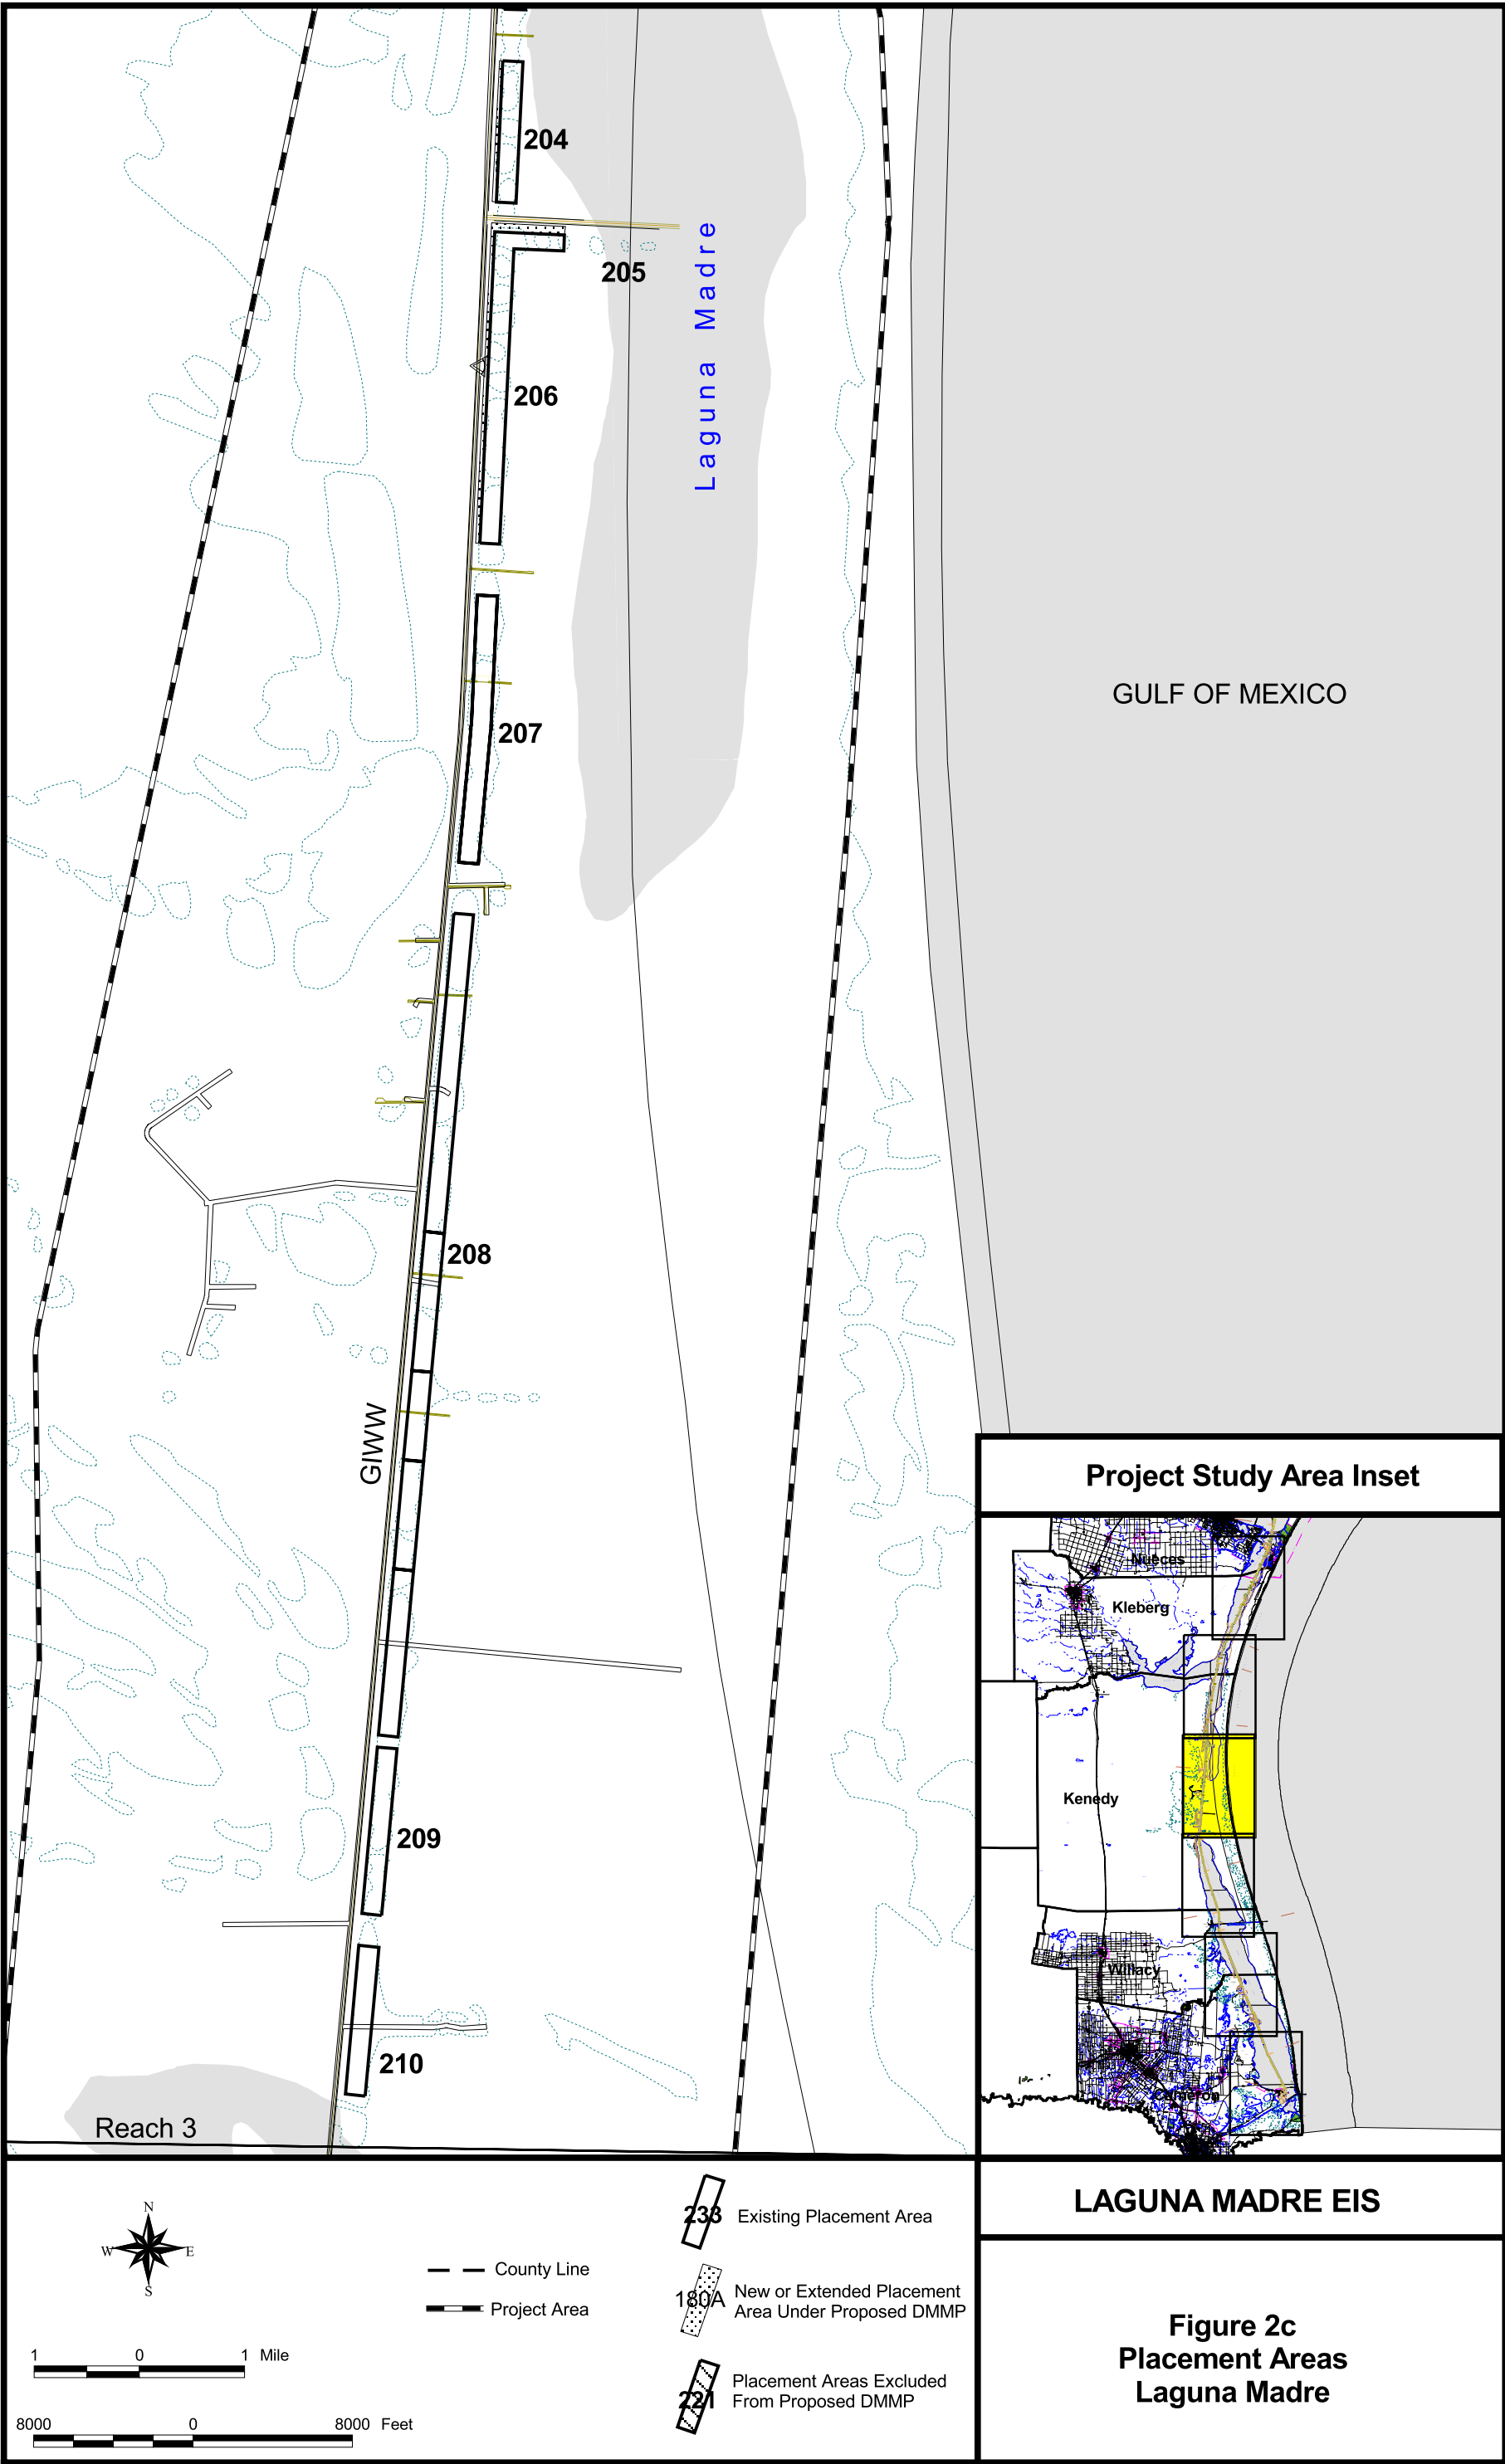 204
205
Laguna Madre
206
GULF OF MEXICO
207
208
GIWW
209
210
Reach 3
Project Study Area Inset
Nueces
Kleberg
Kenedy
Willacy
Cameron
N
W E
S
County Line
Project Area
1 0 1 Mile
8000 0 8000 Feet
233 Existing Placement Area
180A New or Extended Placement
Area Under Proposed DMMP
221 Placement Areas Excluded
From Proposed DMMP
LAGUNA MADRE EIS
Figure 2c
Placement Areas
Laguna Madre